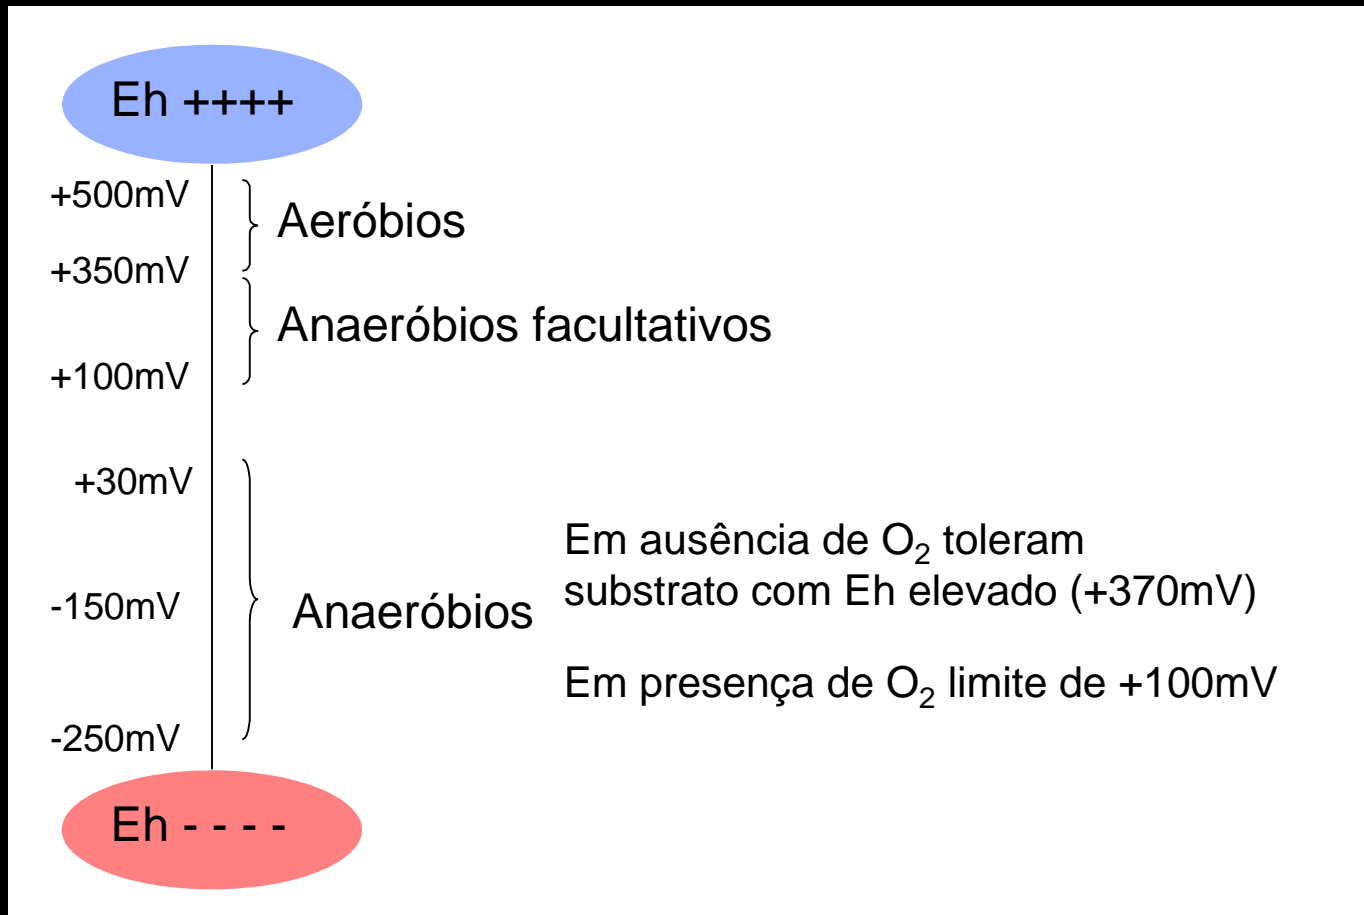 Eh ++++
+500mV
Aeróbios
+350mV
Anaeróbios facultativos
+100mV
+30mV
Em ausência de O₂ toleram
substrato com Eh elevado (+370mV)
-150mV
Anaeróbios
Em presença de O₂ limite de +100mV
-250mV
Eh - - - -